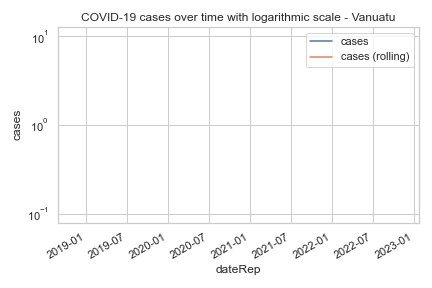 COVID-19 cases over time with logarithmic scale - Vanuatu
cases
cases (rolling)
10¹
10⁰
10⁻¹
cases
2019-01
2019-07
2020-01
2020-07
2021-01
2021-07
2022-01
2022-07
2023-01
dateRep